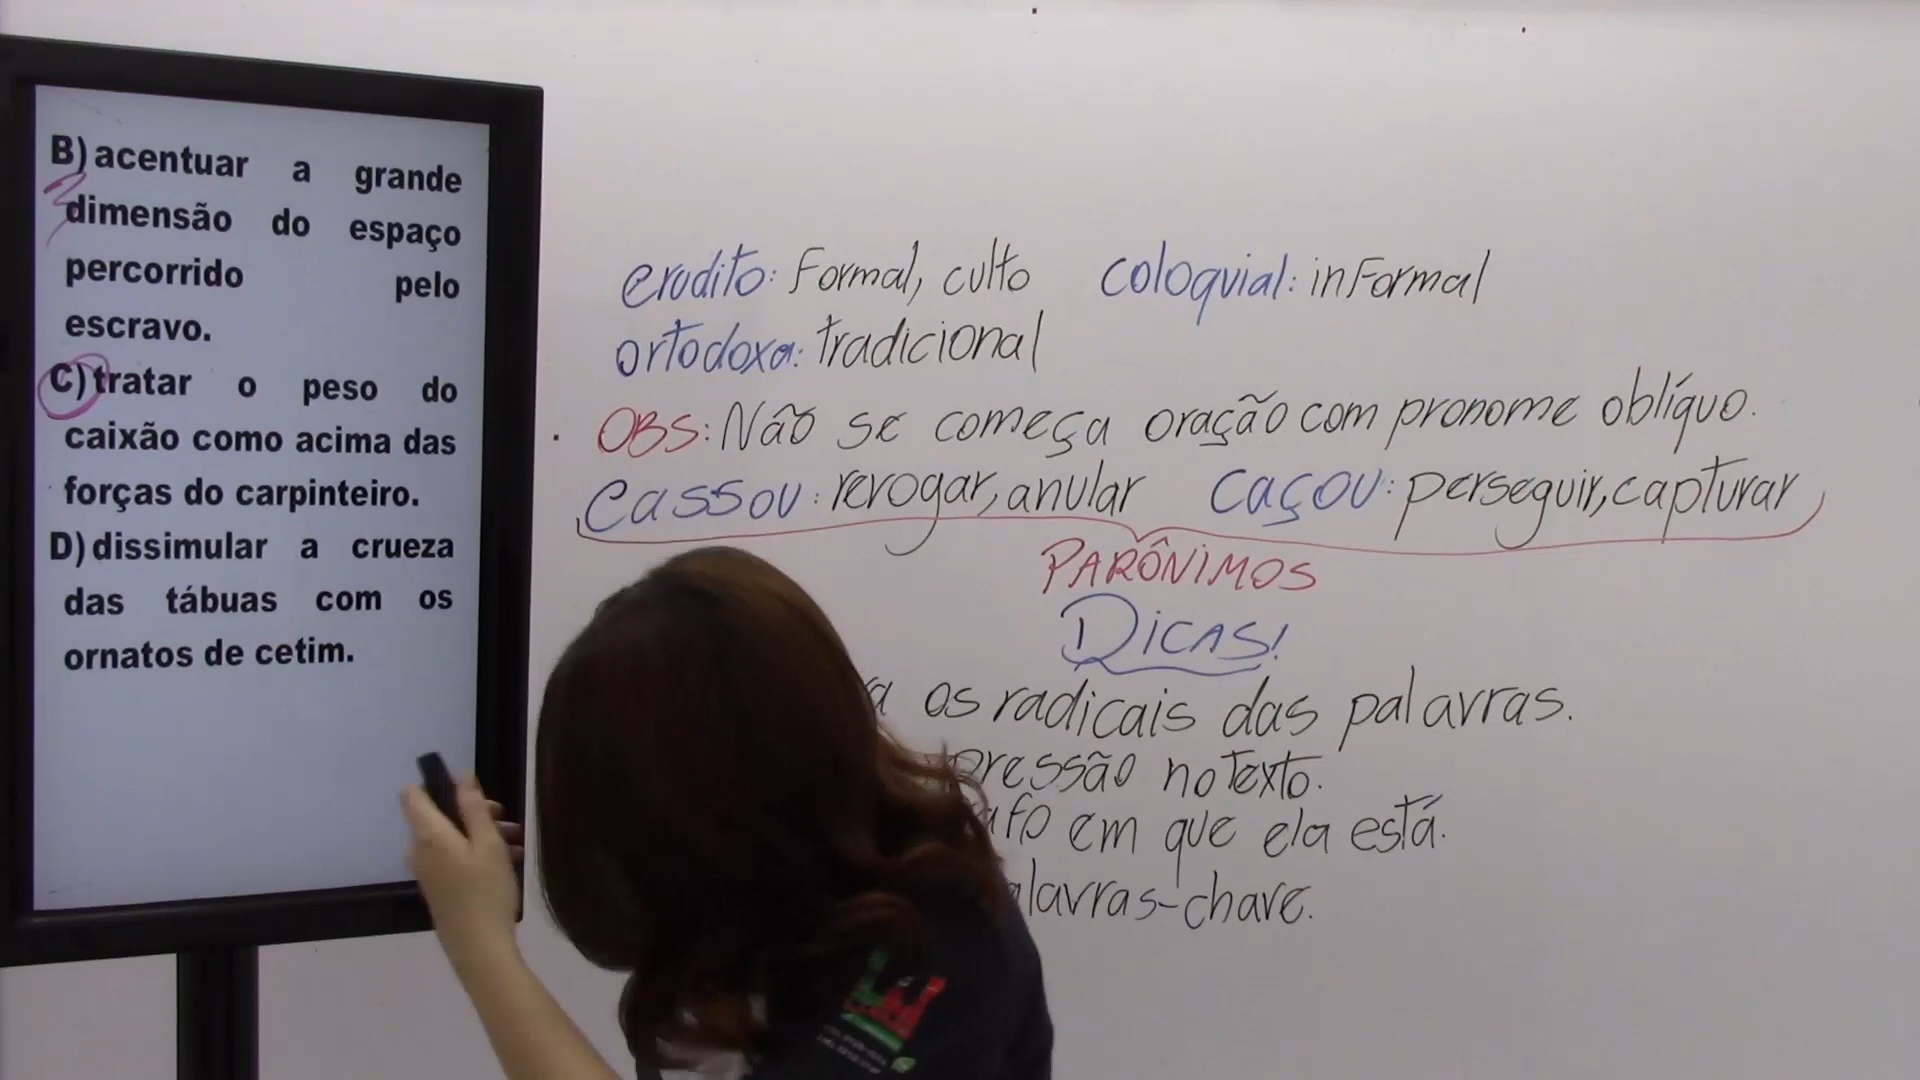 B) acentuar a grande
dimensão do espaço
percorrido pelo
escravo.
C) tratar o peso do
caixão como acima das
forças do carpinteiro.
D) dissimular a crueza
das tábuas com os
ornatos de cetim.
erudito: Formal, culto coloquial: inFormal
ortodoxa: tradicional
OBS: Não se começa oração com pronome oblíquo.
Cassou: revogar, anular Caçou: perseguir, capturar
PARÔNIMOS
DICAS!
os radicais das palavras.
no Texto.
em que ela está.